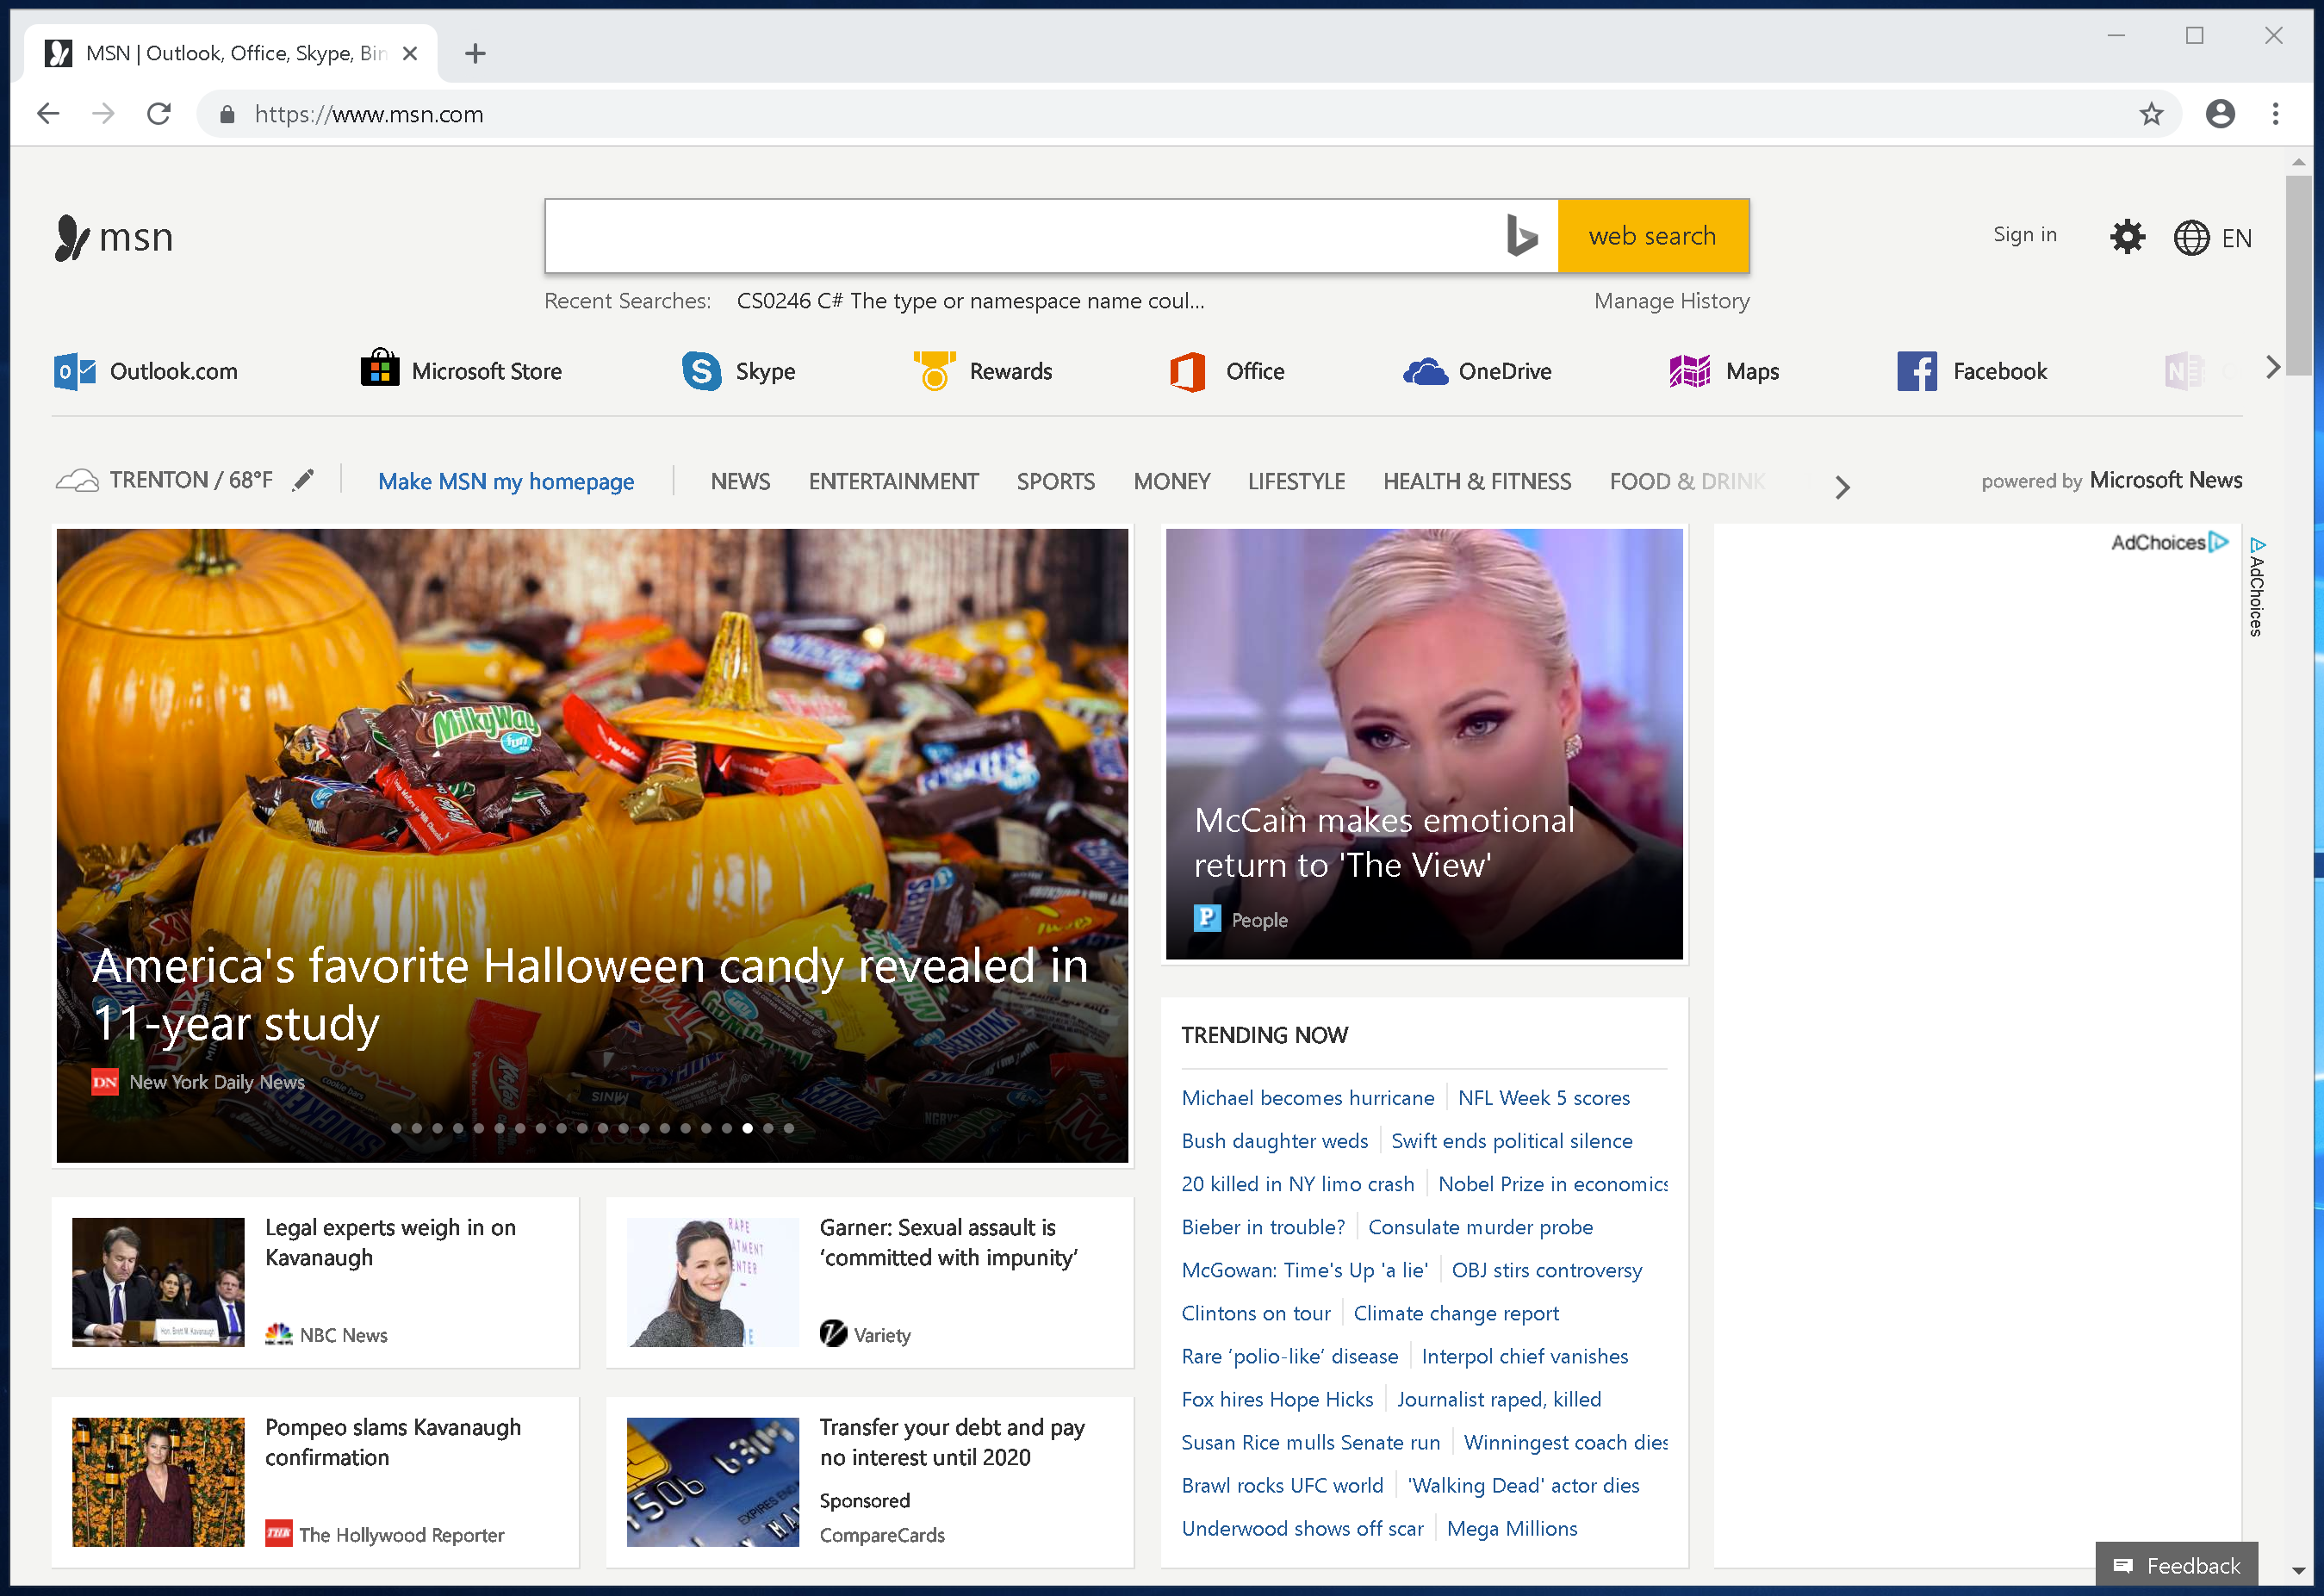 MSN | Outlook, Office, Skype, Bin
https://www.msn.com
msn
web search
Sign in
EN
Recent Searches: CS0246 C# The type or namespace name coul...
Manage History
Outlook.com
Microsoft Store
Skype
Rewards
Office
OneDrive
Maps
Facebook
TRENTON / 68°F
Make MSN my homepage
NEWS
ENTERTAINMENT
SPORTS
MONEY
LIFESTYLE
HEALTH & FITNESS
FOOD & DRINK
powered by Microsoft News
MilkyWay
fun
America's favorite Halloween candy revealed in
11-year study
DN New York Daily News
McCain makes emotional
return to 'The View'
P People
AdChoices
AdChoices
TRENDING NOW
Michael becomes hurricane
NFL Week 5 scores
Bush daughter weds
Swift ends political silence
20 killed in NY limo crash
Nobel Prize in economics
Bieber in trouble?
Consulate murder probe
McGowan: Time's Up 'a lie'
OBJ stirs controversy
Clintons on tour
Climate change report
Rare ‘polio-like’ disease
Interpol chief vanishes
Fox hires Hope Hicks
Journalist raped, killed
Susan Rice mulls Senate run
Winningest coach dies
Brawl rocks UFC world
'Walking Dead' actor dies
Underwood shows off scar
Mega Millions
Legal experts weigh in on
Kavanaugh
NBC News
Hon. Brett M. Kavanaugh
Garner: Sexual assault is
‘committed with impunity’
Variety
Pompeo slams Kavanaugh
confirmation
THR The Hollywood Reporter
Transfer your debt and pay
no interest until 2020
Sponsored
CompareCards
Feedback